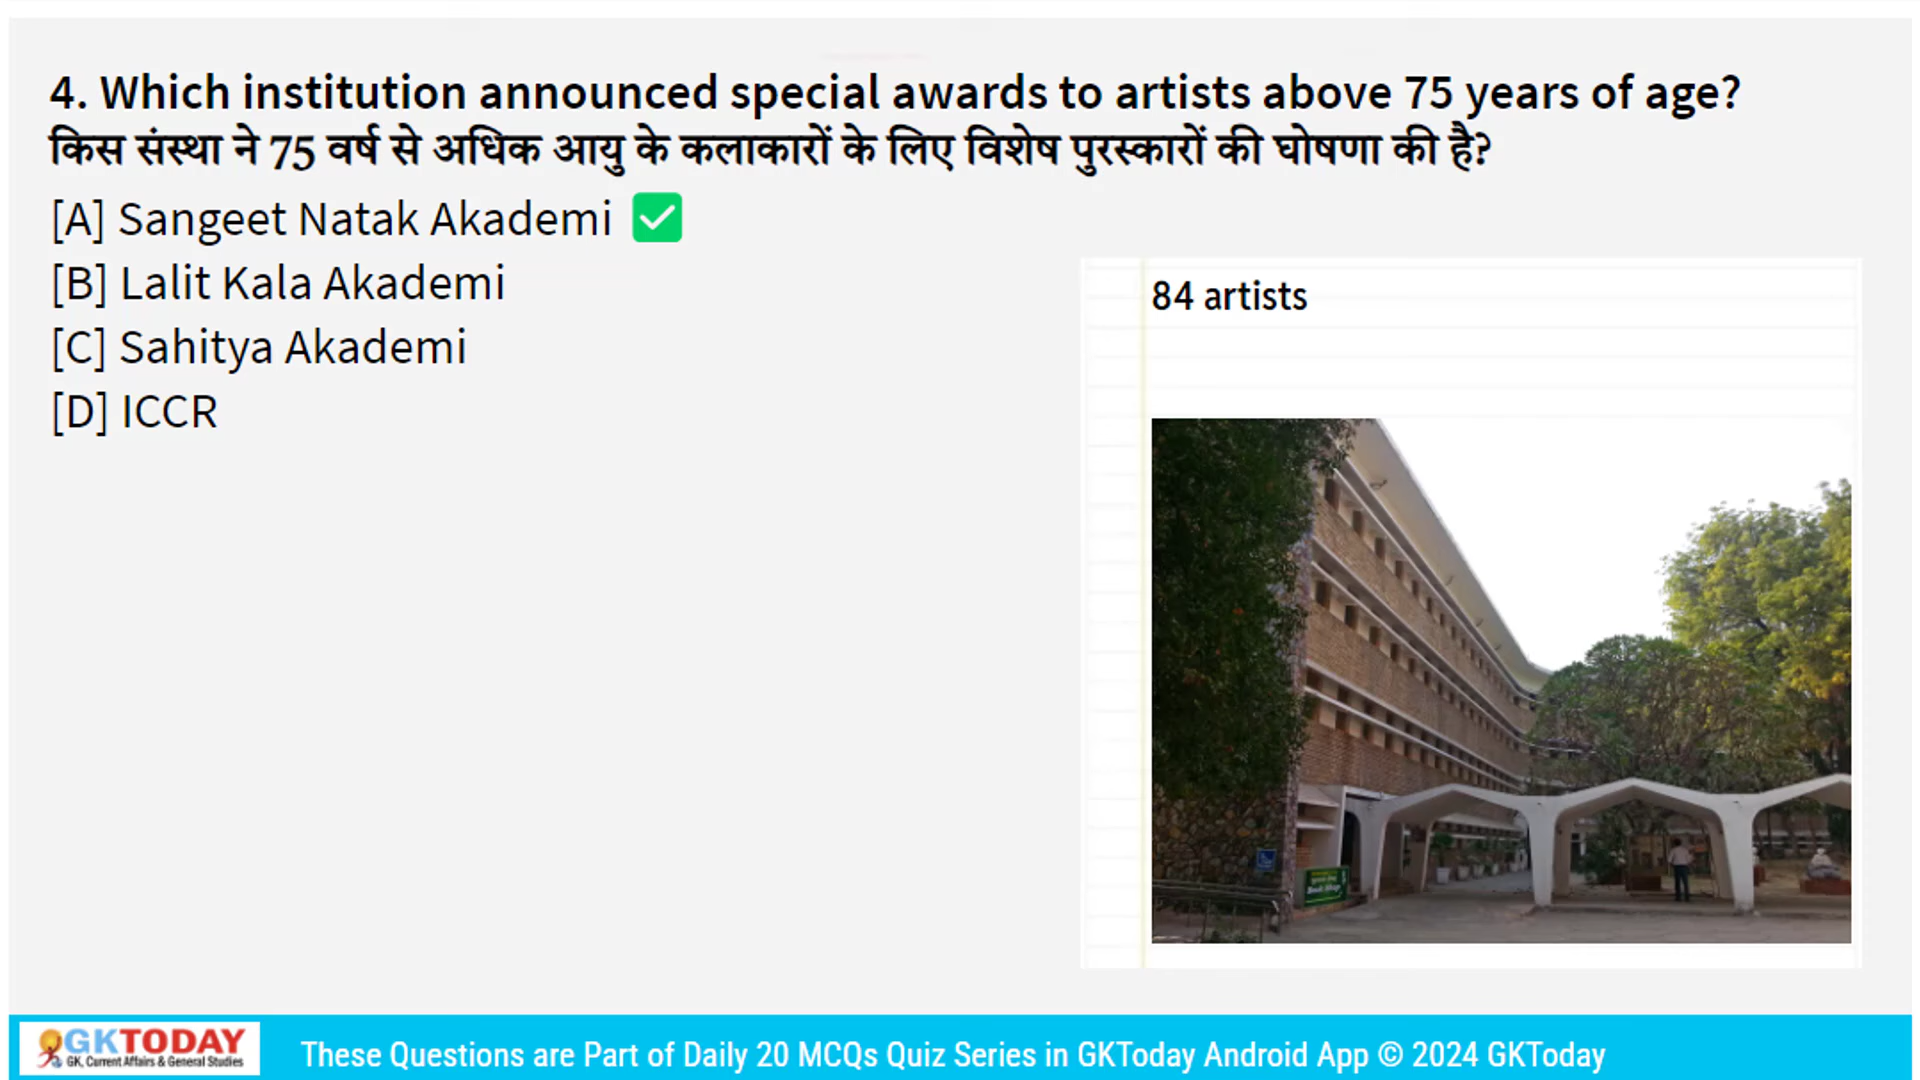 4. Which institution announced special awards to artists above 75 years of age?
किस संस्था ने 75 वर्ष से अधिक आयु के कलाकारों के लिए विशेष पुरस्कारों की घोषणा की है?
[A] Sangeet Natak Akademi
[B] Lalit Kala Akademi
[C] Sahitya Akademi
[D] ICCR
84 artists
GKTODAY
GK, Current Affairs & General Studies
These Questions are Part of Daily 20 MCQs Quiz Series in GKToday Android App © 2024 GKToday